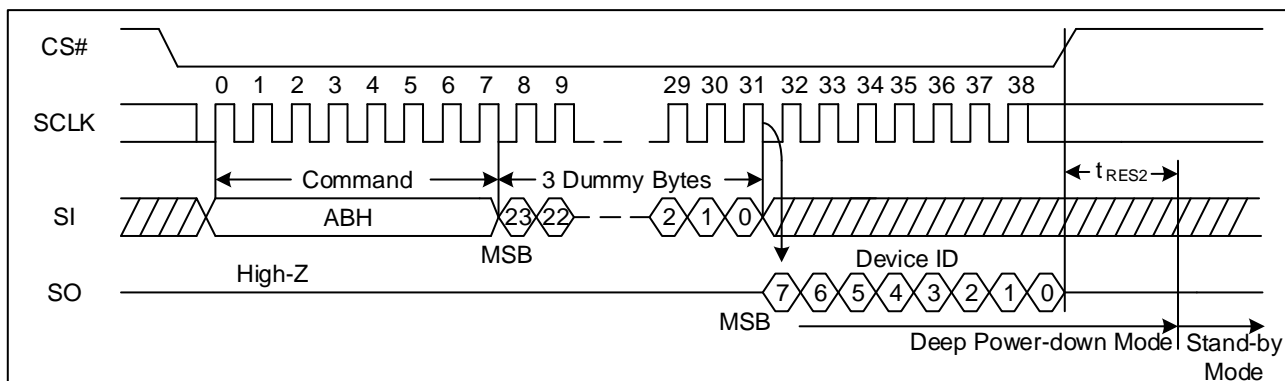 CS#
0 1 2 3 4 5 6 7 8 9 29 30 31 32 33 34 35 36 37 38
SCLK
Command 3 Dummy Bytes tRES2
SI ABH 23 22 2 1 0
MSB
High-Z Device ID
SO 7 6 5 4 3 2 1 0
MSB
Deep Power-down Mode Stand-by
Mode